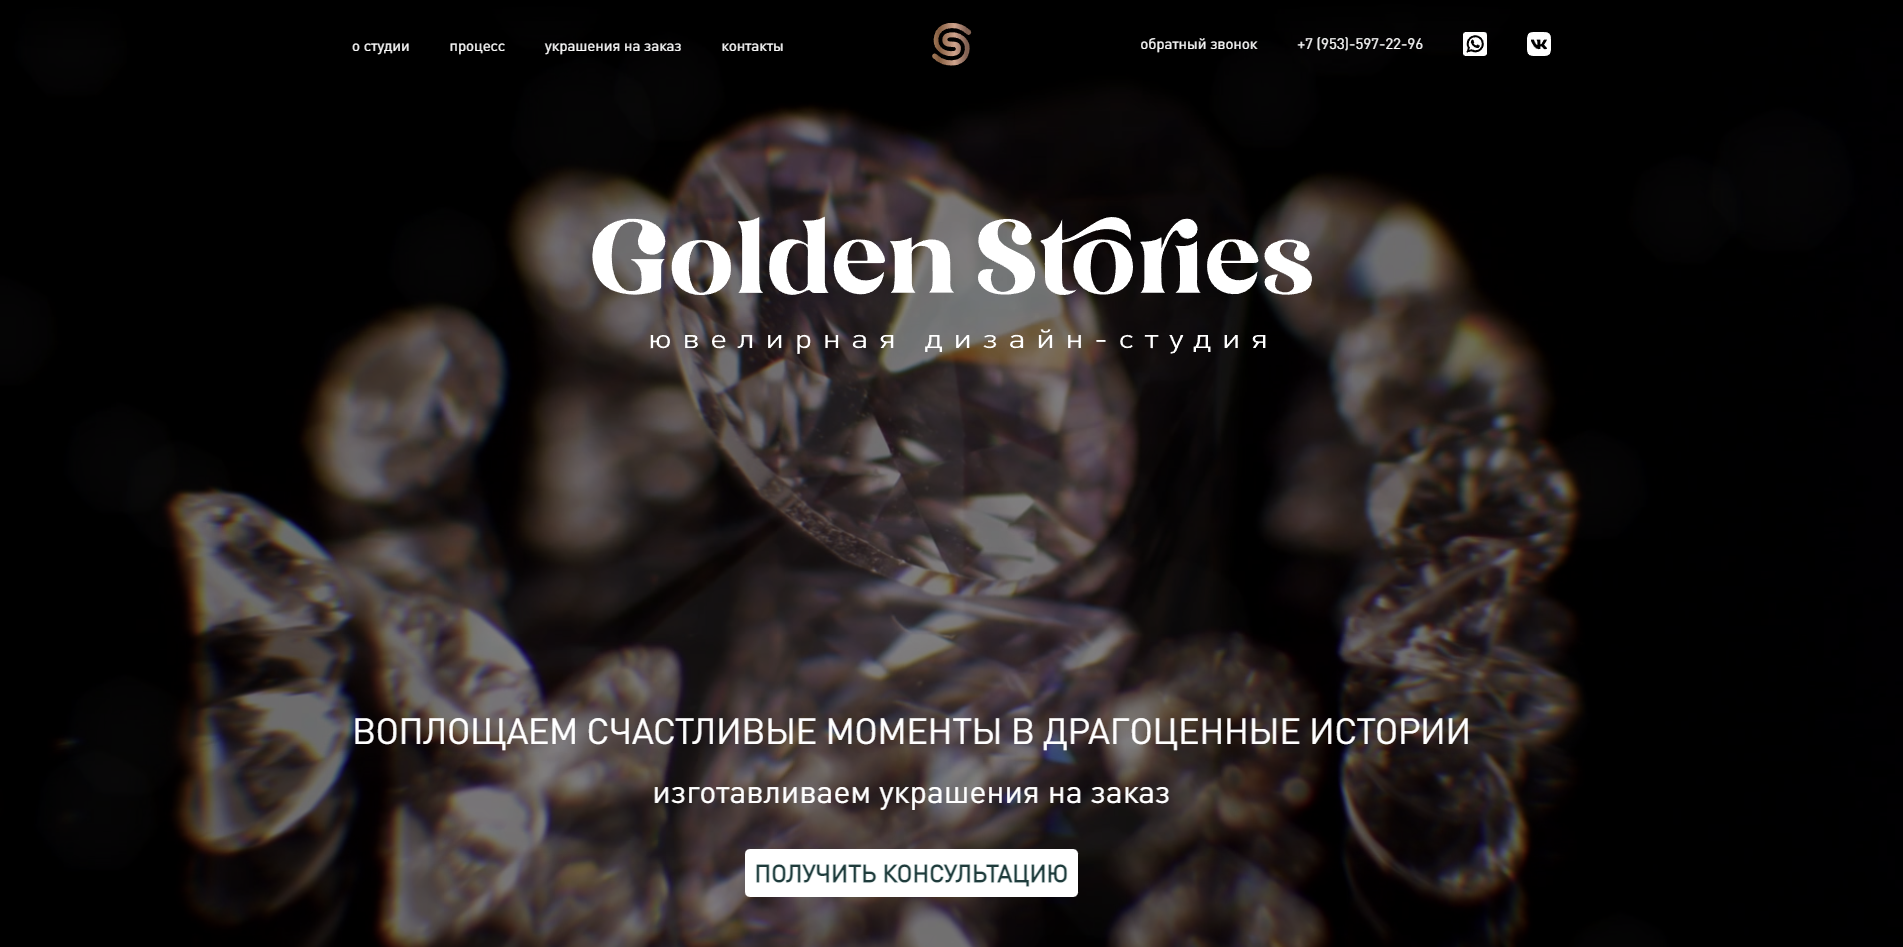 о студии процесс украшения на заказ контакты обратный звонок +7 (953)-597-22-96
Golden Stories
ювелирная дизайн-студия
ВОПЛОЩАЕМ СЧАСТЛИВЫЕ МОМЕНТЫ В ДРАГОЦЕННЫЕ ИСТОРИИ
изготавливаем украшения на заказ
ПОЛУЧИТЬ КОНСУЛЬТАЦИЮ